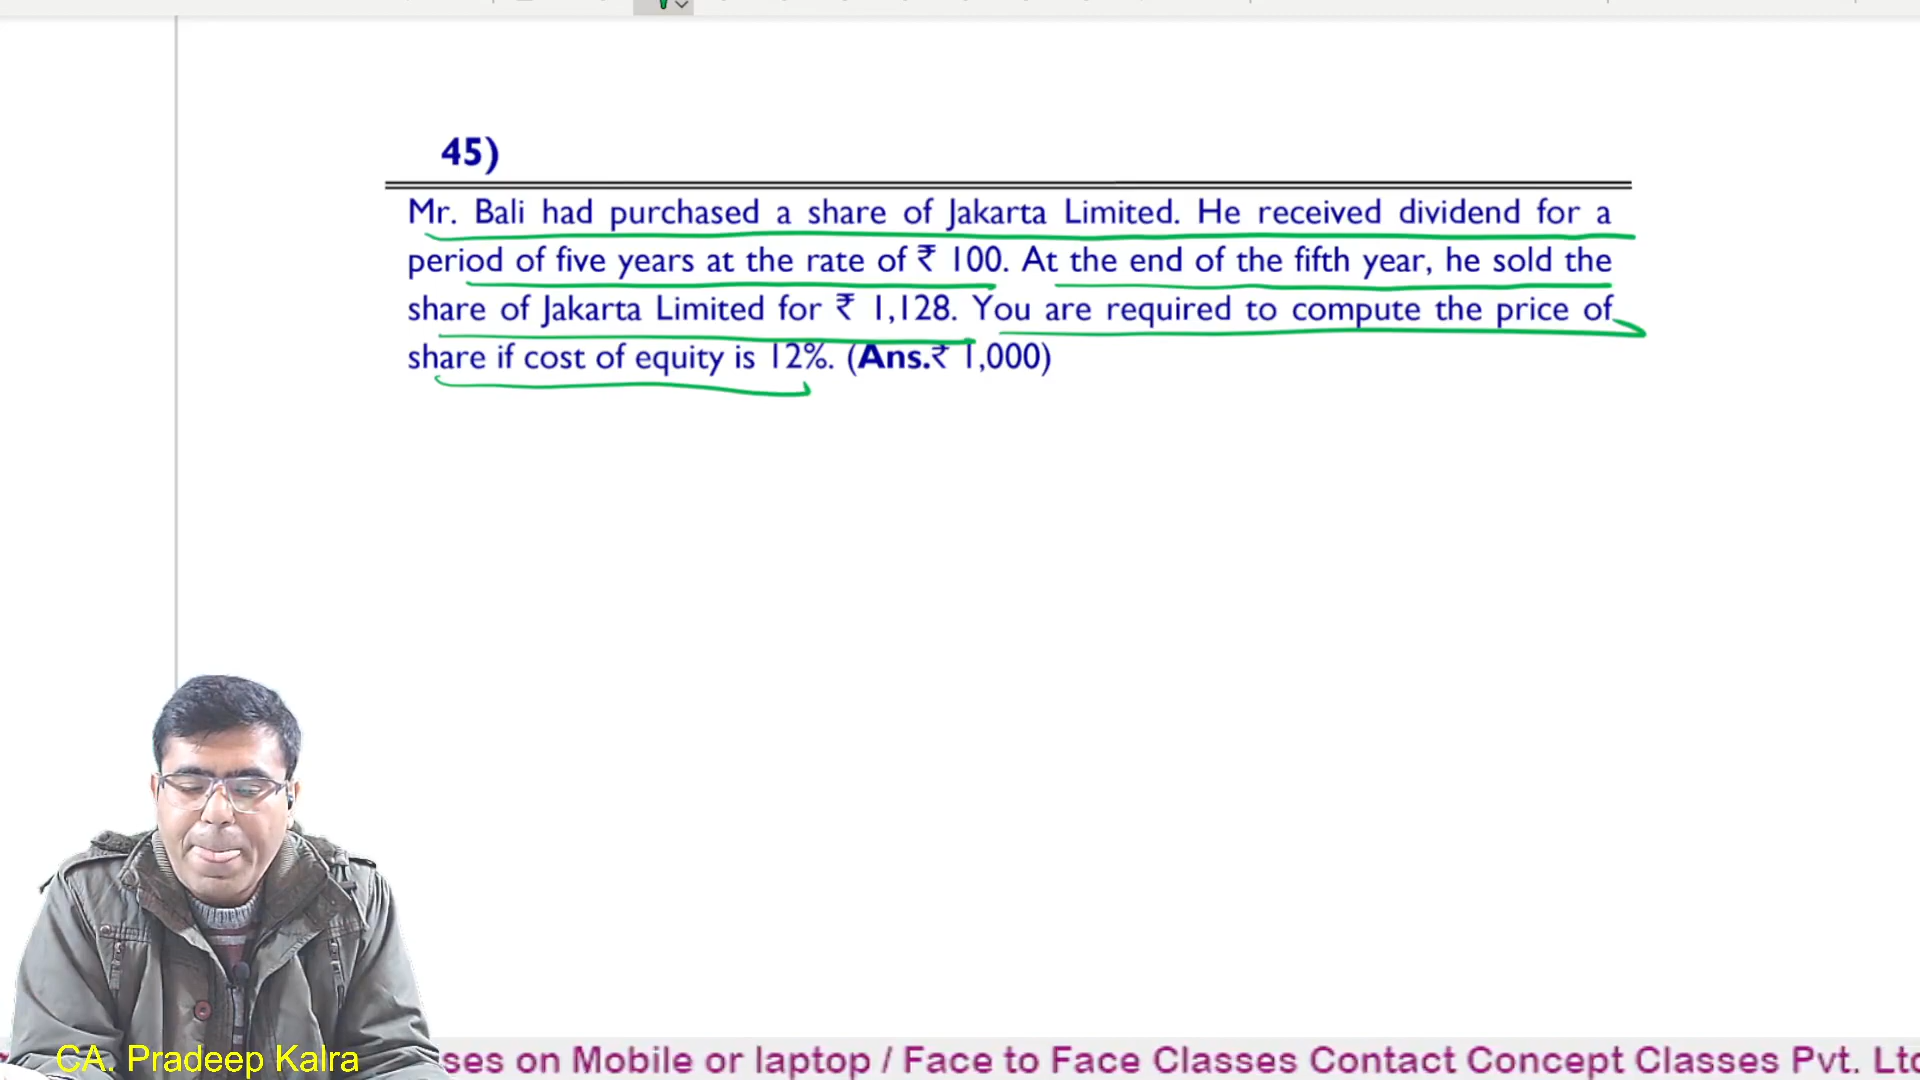 45)
Mr. Bali had purchased a share of Jakarta Limited. He received dividend for a
period of five years at the rate of ₹ 100. At the end of the fifth year, he sold the
share of Jakarta Limited for ₹ 1,128. You are required to compute the price of
share if cost of equity is 12%. (Ans.₹ 1,000)
CA. Pradeep Kalra
ses on Mobile or laptop / Face to Face Classes Contact Concept Classes Pvt. Ltd